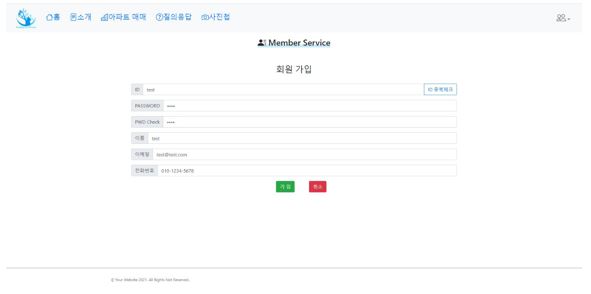 홈 소개 아파트 매매 질의응답 사진첩
Member Service
회원 가입
ID test ID 중복체크
PASSWORD ••••
PWD Check ••••
이름 test
이메일 test@test.com
전화번호 010-1234-5678
가 입 취소
© Your Website 2021. All Rights Not Reserved.